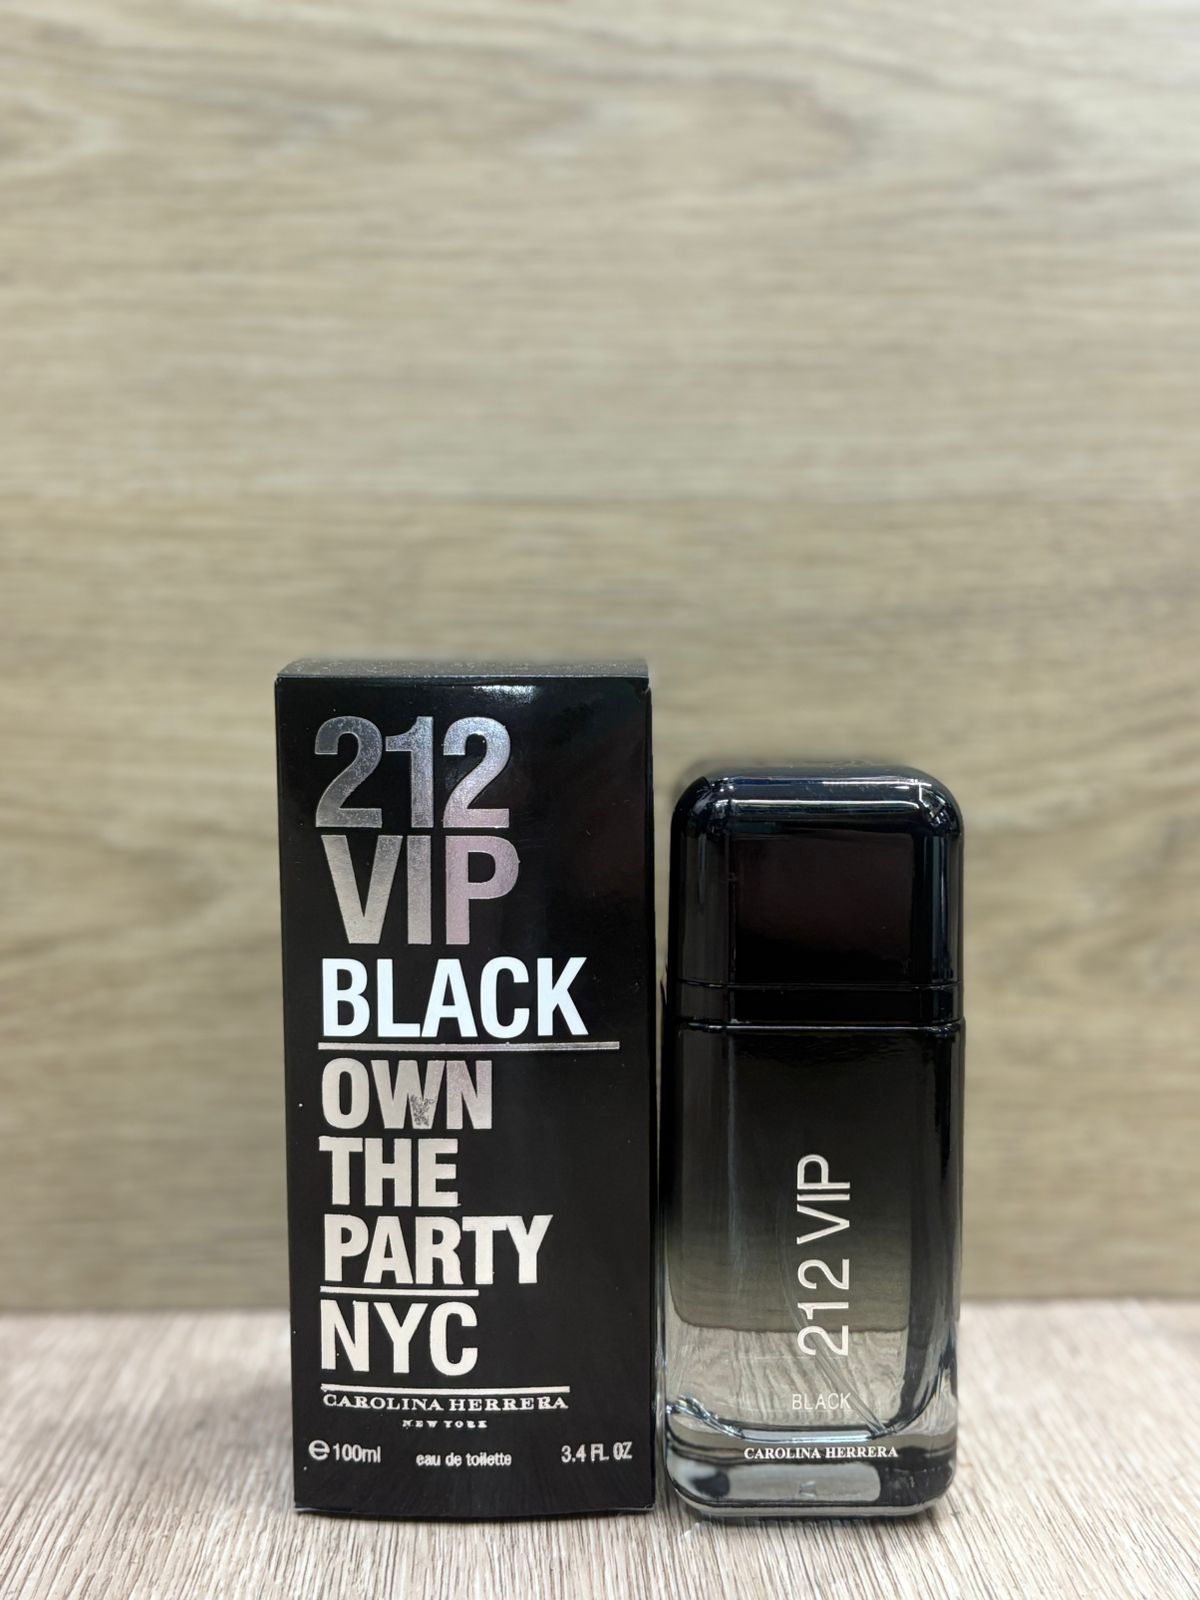 212
VIP
BLACK
OWN
THE
PARTY
NYC
CAROLINA HERRERA
NEW YORK
℮100ml eau de toilette 3.4 FL. OZ
212 VIP
BLACK
CAROLINA HERRERA